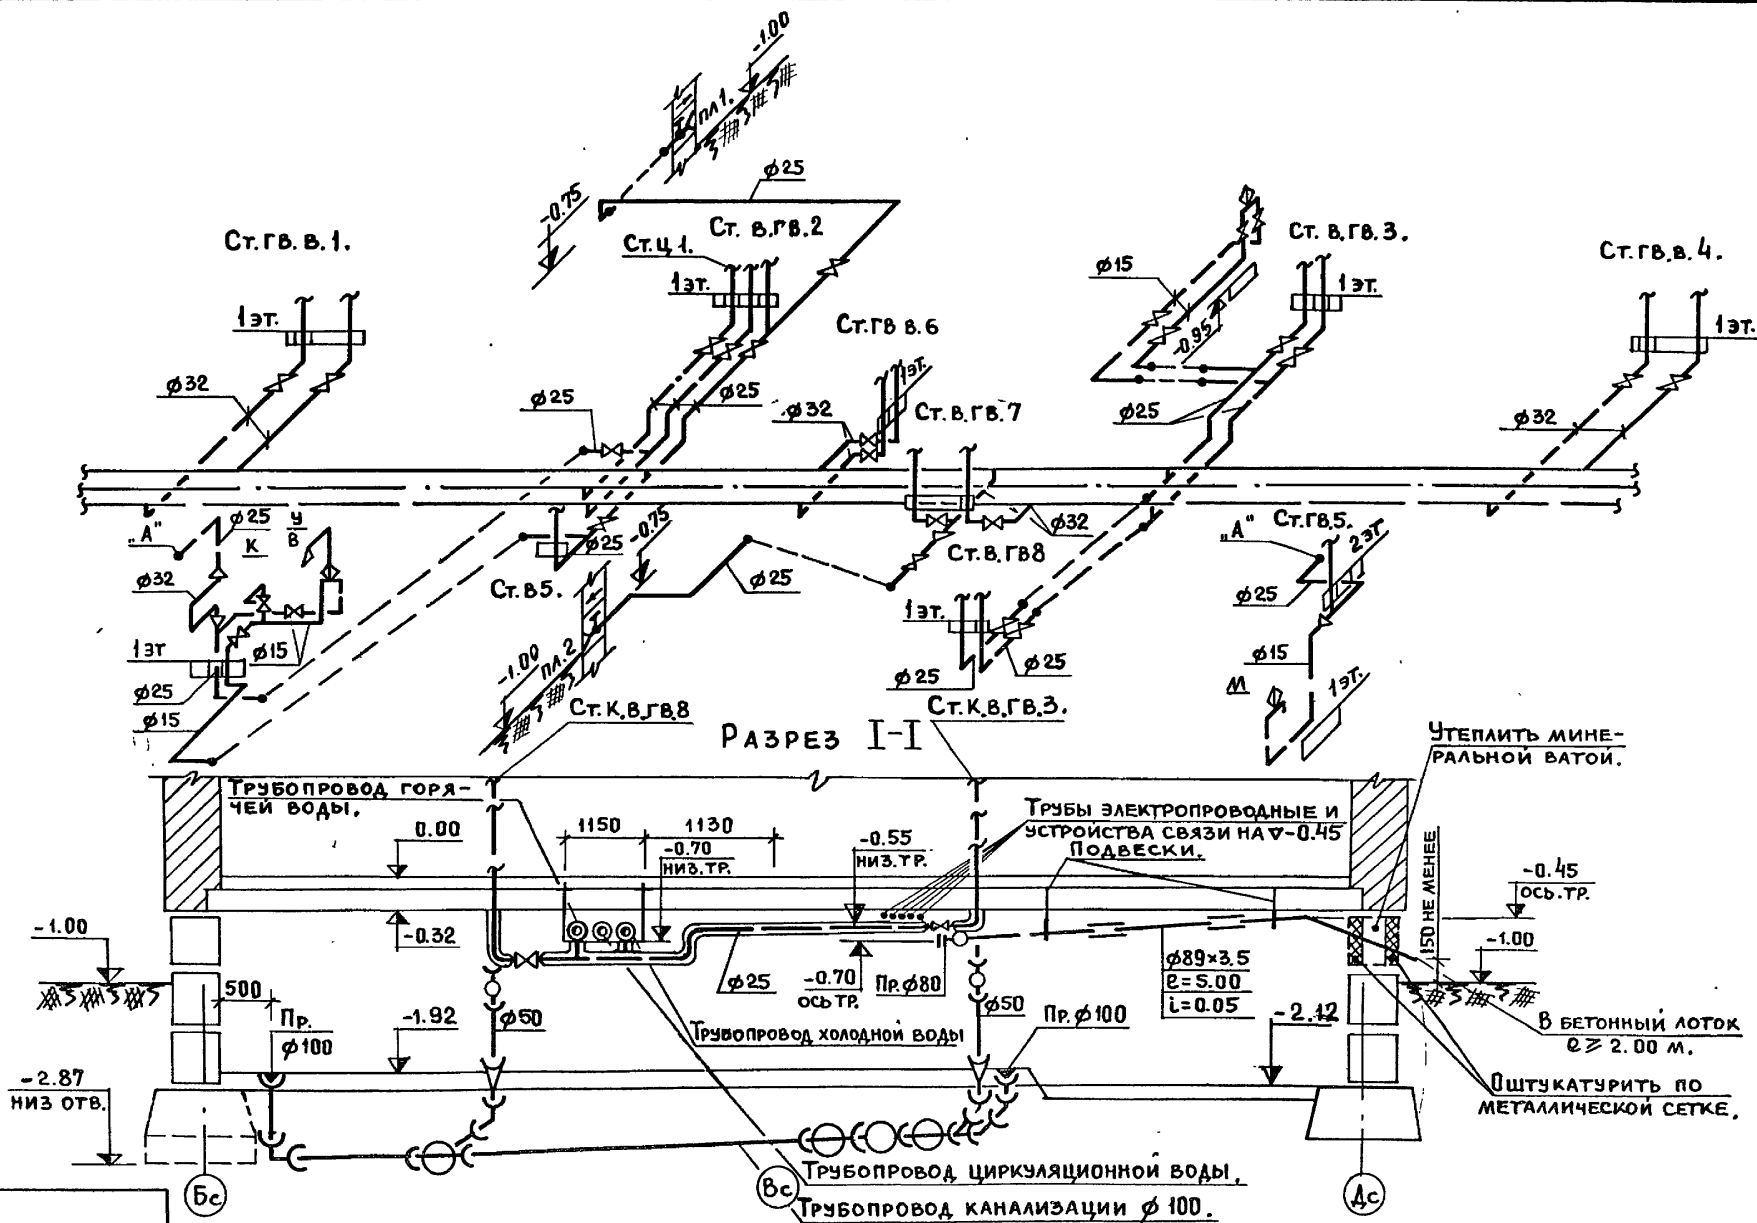 -1.00
пл 1.
ø25
-0.75
Ст.ГВ.В.1.
Ст.Ц1.
Ст. В.ГВ.2
Ст. В.ГВ.3.
Ст.ГВ.В.4.
1эт.
1эт.
ø15
1эт.
1эт.
-0.95
Ст.ГВ В.6
1эт.
ø32
ø25
ø25
ø32
Ст.В.ГВ.7
ø25
ø32
„А"
ø25
К
У
В
ø25
-0.75
ø32
Ст.В.ГВ8
„А"
Ст.ГВ.5.
2эт
ø32
Ст.В5.
ø25
ø25
1эт
ø15
1эт.
ø25
-1.00
пл.2
ø25
ø25
ø15
М
1эт.
ø15
Ст.К.В.ГВ.8
Ст.К.В.ГВ.3.
Разрез I-I
Утеплить мине-
ральной ватой.
Трубопровод горя-
чей воды.
Трубы электропроводные и
устройства связи на ∇-0.45
Подвески.
0.00
1150
1130
-0.70
низ.тр.
-0.55
низ.тр.
150 не менее
-0.45
ось.тр.
-1.00
-0.32
-1.00
500
ø25
-0.70
ось тр.
Пр.ø80
ø89×3.5
ℓ=5.00
i=0.05
Пр.
ø100
-1.92
ø50
Трубопровод холодной воды
ø50
Пр.ø100
-2.12
В бетонный лоток
ℓ⩾2.00 м.
-2.87
низ отв.
Оштукатурить по
металлической сетке.
Трубопровод циркуляционной воды.
Бс
Вс
Дс
Трубопровод канализации ø 100.